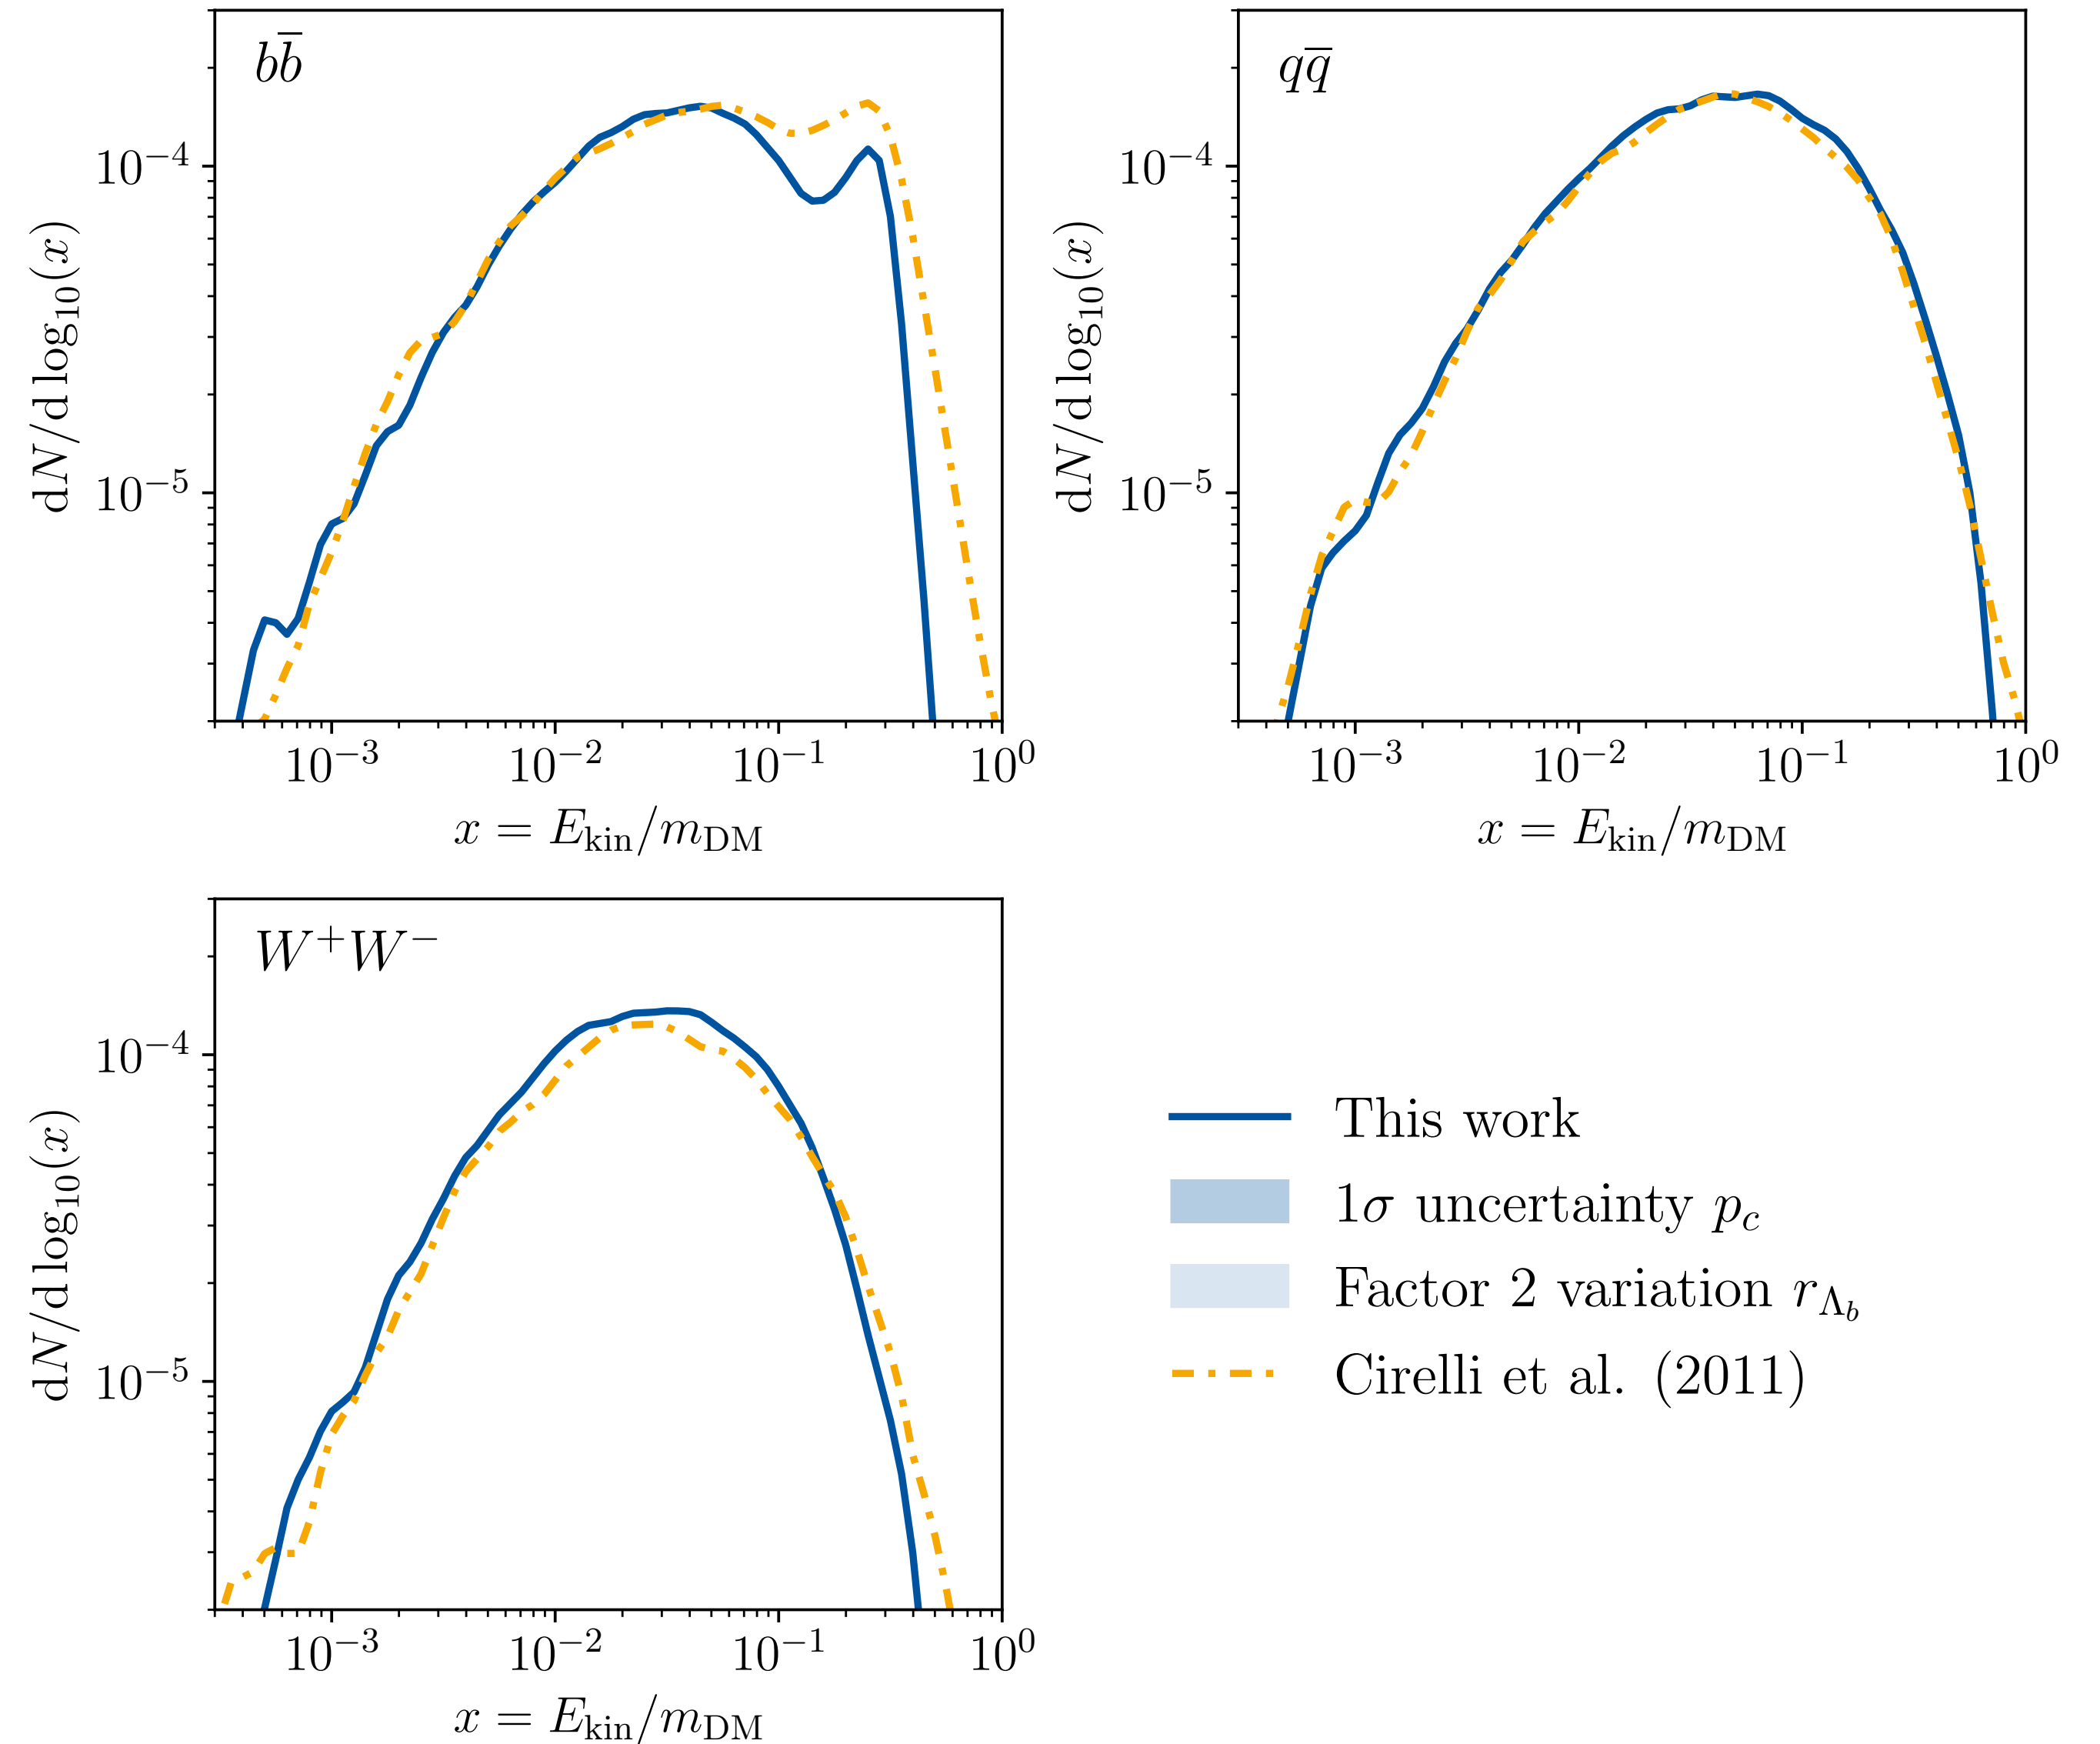 bb̅
dN/d log₁₀(x)
10⁻⁴
10⁻⁵
10⁻³ 10⁻² 10⁻¹ 10⁰
x = E_kin/m_DM
qq̅
dN/d log₁₀(x)
10⁻⁴
10⁻⁵
10⁻³ 10⁻² 10⁻¹ 10⁰
x = E_kin/m_DM
W⁺W⁻
dN/d log₁₀(x)
10⁻⁴
10⁻⁵
10⁻³ 10⁻² 10⁻¹ 10⁰
x = E_kin/m_DM
This work
1σ uncertainty p_c
Factor 2 variation r_Λ_b
Cirelli et al. (2011)